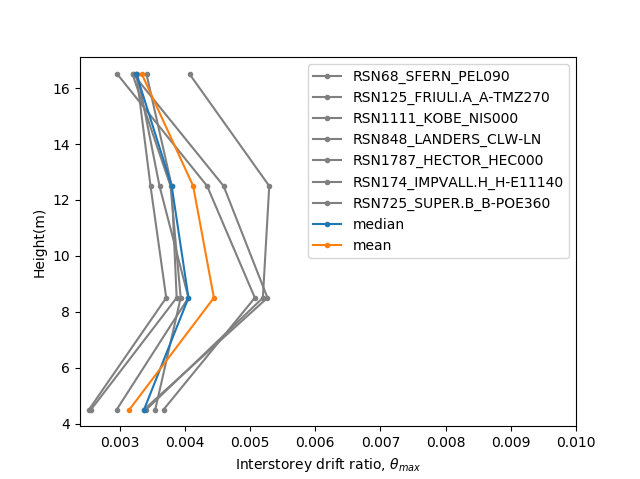 RSN68_SFERN_PEL090
RSN125_FRIULI.A_A-TMZ270
RSN1111_KOBE_NIS000
RSN848_LANDERS_CLW-LN
RSN1787_HECTOR_HEC000
RSN174_IMPVALL.H_H-E11140
RSN725_SUPER.B_B-POE360
median
mean
16
14
12
10
8
6
4
Height(m)
0.003 0.004 0.005 0.006 0.007 0.008 0.009 0.010
Interstorey drift ratio, θmax